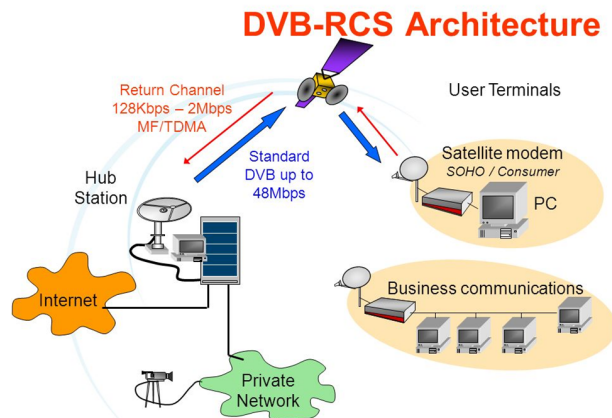 DVB-RCS Architecture
Return Channel
128Kbps – 2Mbps
MF/TDMA
User Terminals
Standard
DVB up to
48Mbps
Satellite modem
SOHO / Consumer
PC
Hub
Station
Internet
Business communications
Private
Network